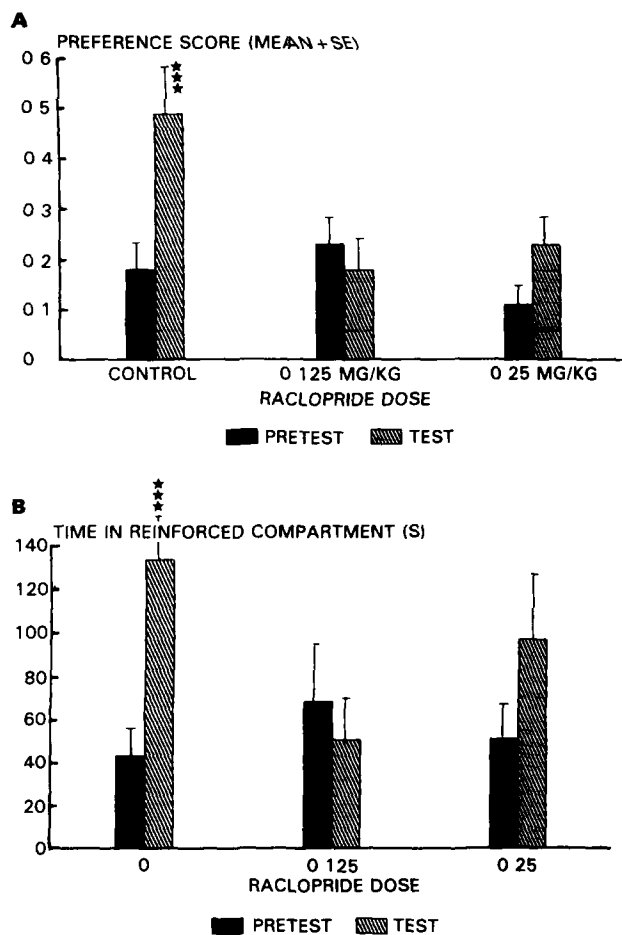 A
PREFERENCE SCORE (MEAN + SE)
0 6
0 5
0 4
0 3
0 2
0 1
0
★★★
CONTROL 0 125 MG/KG 0 25 MG/KG
RACLOPRIDE DOSE
PRETEST TEST
B
TIME IN REINFORCED COMPARTMENT (S)
140
120
100
80
60
40
20
0
★★★
0 0 125 0 25
RACLOPRIDE DOSE
PRETEST TEST